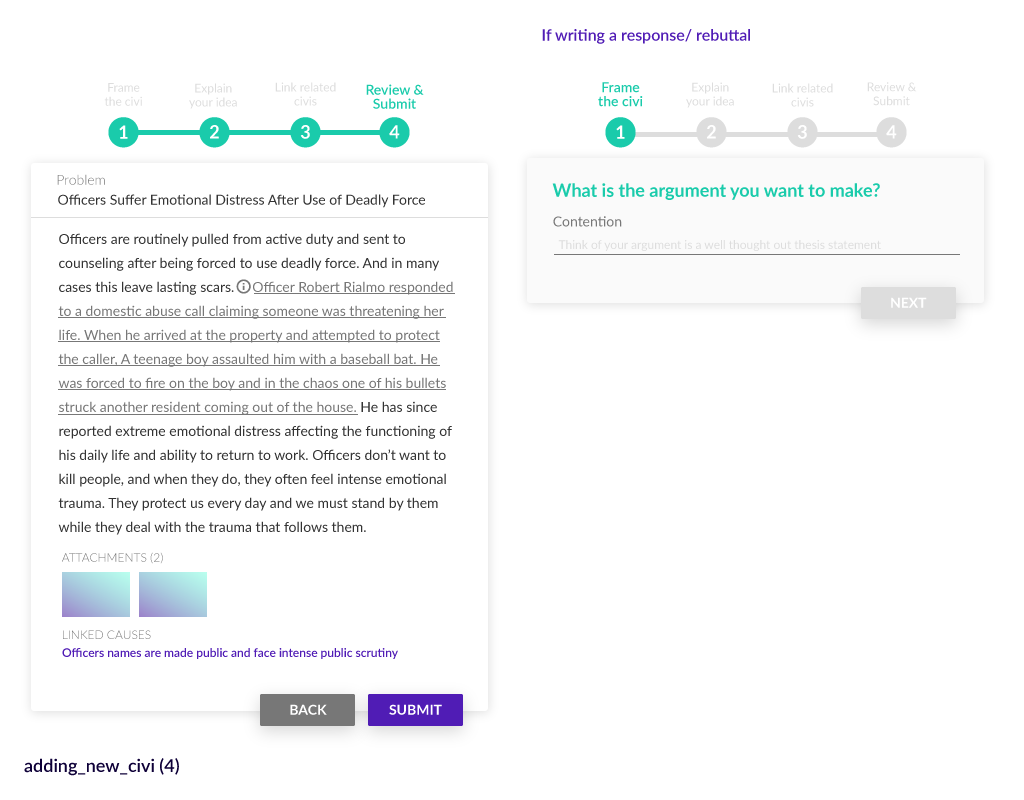 If writing a response/ rebuttal
Frame
the civi
Explain
your idea
Link related
civis
Review &
Submit
1
2
3
4
Problem
Officers Suffer Emotional Distress After Use of Deadly Force
Officers are routinely pulled from active duty and sent to
counseling after being forced to use deadly force. And in many
cases this leave lasting scars. Officer Robert Rialmo responded
to a domestic abuse call claiming someone was threatening her
life. When he arrived at the property and attempted to protect
the caller, A teenage boy assaulted him with a baseball bat. He
was forced to fire on the boy and in the chaos one of his bullets
struck another resident coming out of the house. He has since
reported extreme emotional distress affecting the functioning of
his daily life and ability to return to work. Officers don't want to
kill people, and when they do, they often feel intense emotional
trauma. They protect us every day and we must stand by them
while they deal with the trauma that follows them.
ATTACHMENTS (2)
LINKED CAUSES
Officers names are made public and face intense public scrutiny
BACK
SUBMIT
adding_new_civi (4)
Frame
the civi
Explain
your idea
Link related
civis
Review &
Submit
1
2
3
4
What is the argument you want to make?
Contention
Think of your argument is a well thought out thesis statement
NEXT